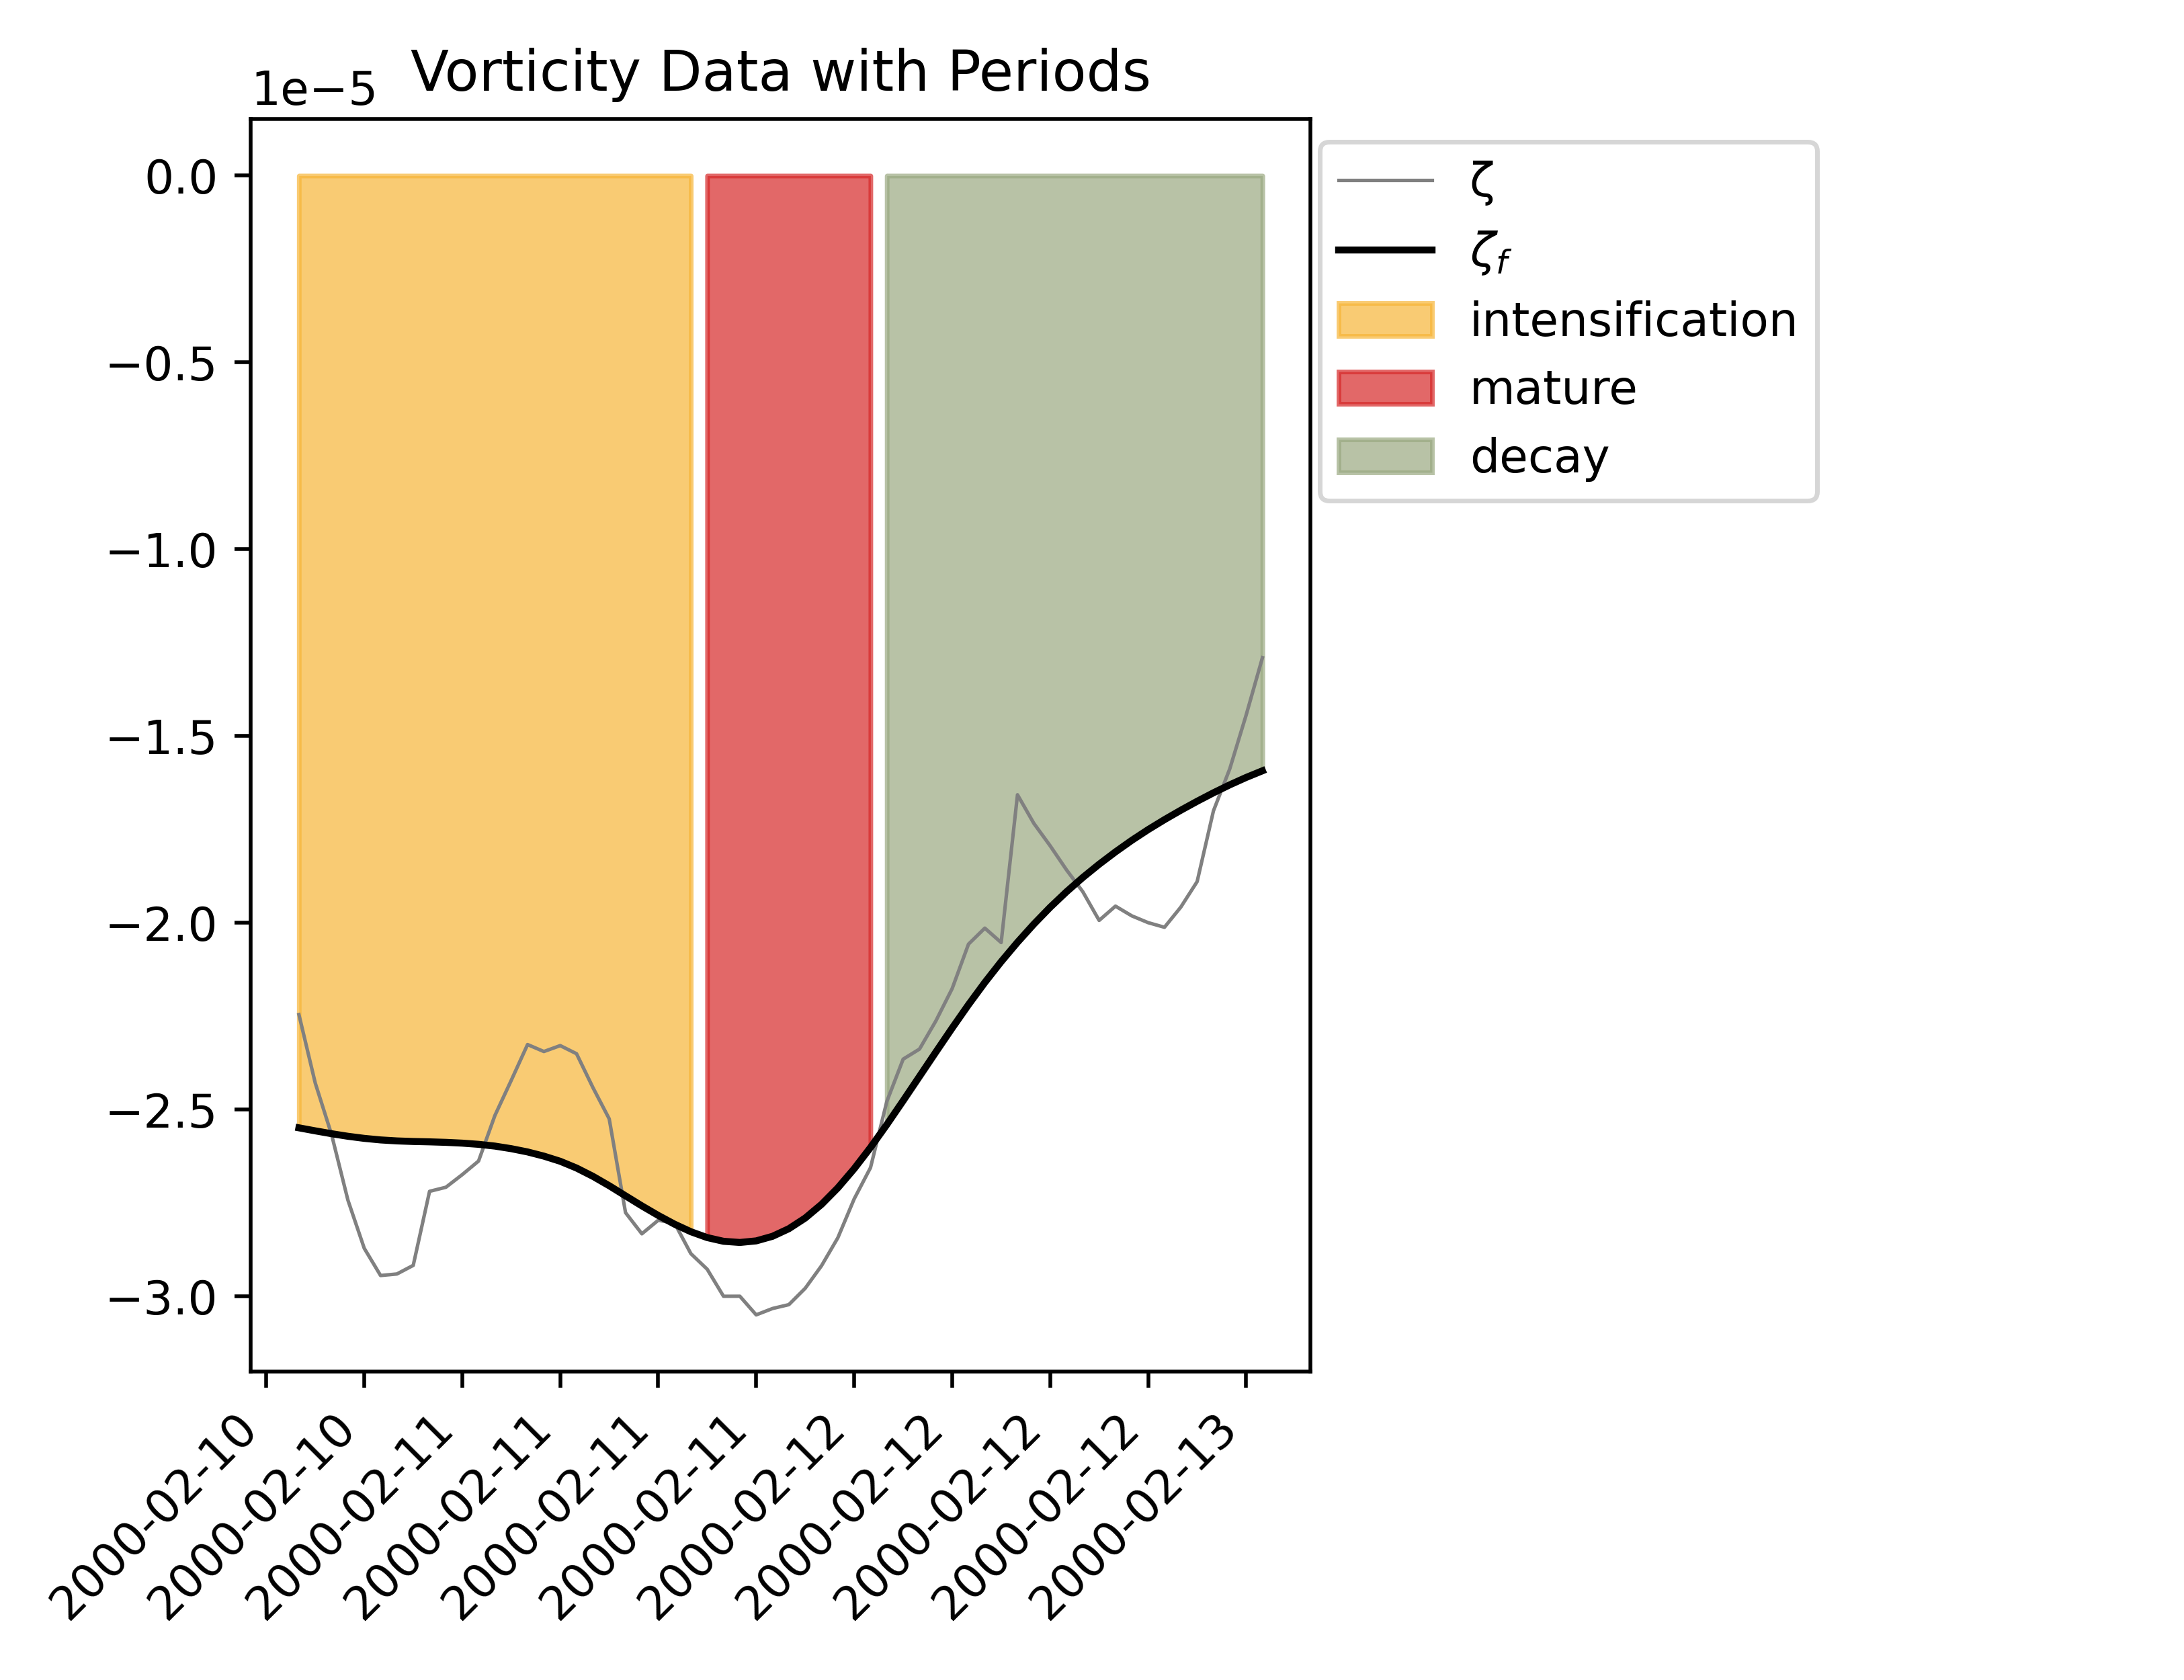 Vorticity Data with Periods
1e−5
0.0
−0.5
−1.0
−1.5
−2.0
−2.5
−3.0
2000-02-10
2000-02-10
2000-02-11
2000-02-11
2000-02-11
2000-02-11
2000-02-12
2000-02-12
2000-02-12
2000-02-12
2000-02-13
ζ
ζf
intensification
mature
decay